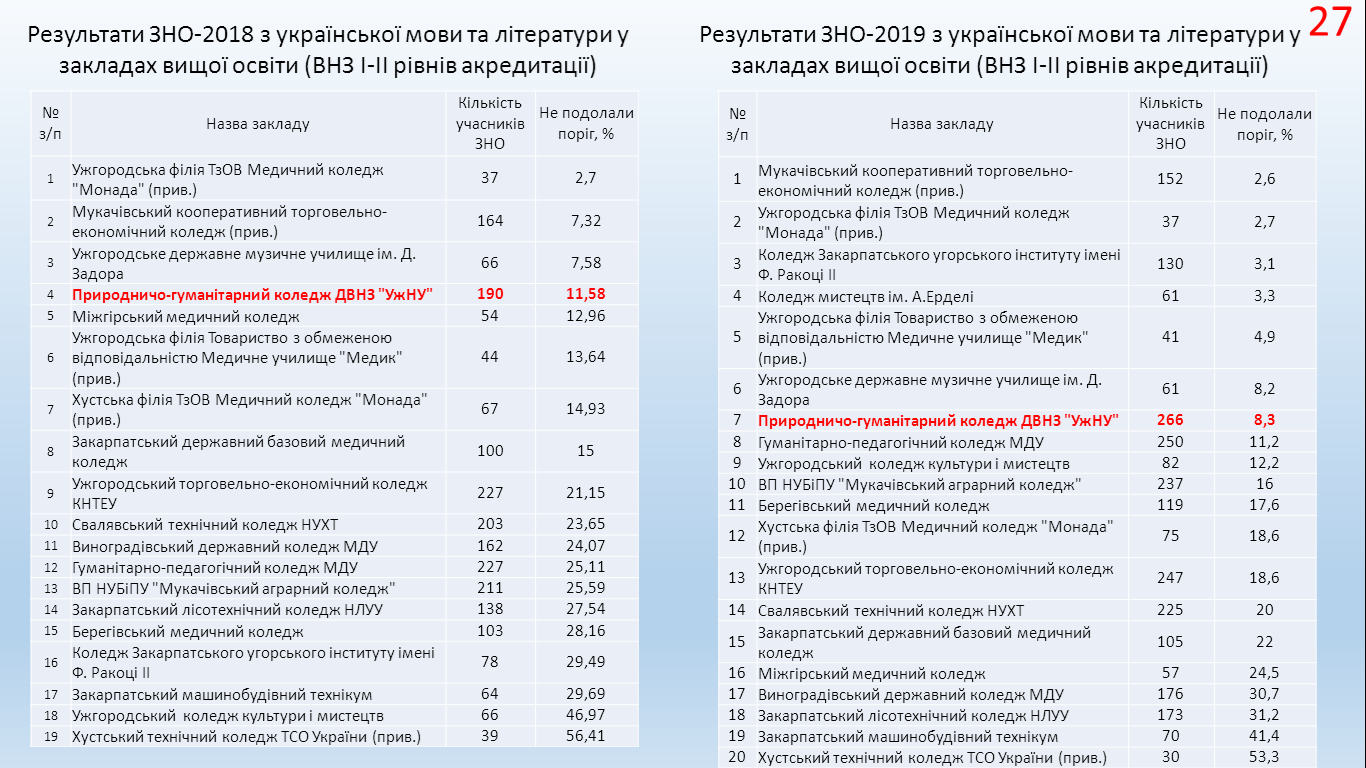 27
Результати ЗНО-2018 з української мови та літератури у
закладах вищої освіти (ВНЗ І-ІІ рівнів акредитації)
№ з/п Назва закладу Кількість учасників ЗНО Не подолали поріг, %
1 Ужгородська філія ТзОВ Медичний коледж "Монада" (прив.) 37 2,7
2 Мукачівський кооперативний торговельно-економічний коледж (прив.) 164 7,32
3 Ужгородське державне музичне училище ім. Д. Задора 66 7,58
4 Природничо-гуманітарний коледж ДВНЗ "УжНУ" 190 11,58
5 Міжгірський медичний коледж 54 12,96
6 Ужгородська філія Товариство з обмеженою відповідальністю Медичне училище "Медик" (прив.) 44 13,64
7 Хустська філія ТзОВ Медичний коледж "Монада" (прив.) 67 14,93
8 Закарпатський державний базовий медичний коледж 100 15
9 Ужгородський торговельно-економічний коледж КНТЕУ 227 21,15
10 Свалявський технічний коледж НУХТ 203 23,65
11 Виноградівський державний коледж МДУ 162 24,07
12 Гуманітарно-педагогічний коледж МДУ 227 25,11
13 ВП НУБіПУ "Мукачівський аграрний коледж" 211 25,59
14 Закарпатський лісотехнічний коледж НЛУУ 138 27,54
15 Берегівський медичний коледж 103 28,16
16 Коледж Закарпатського угорського інституту імені Ф. Ракоці ІІ 78 29,49
17 Закарпатський машинобудівний технікум 64 29,69
18 Ужгородський коледж культури і мистецтв 66 46,97
19 Хустський технічний коледж ТСО України (прив.) 39 56,41
Результати ЗНО-2019 з української мови та літератури у
закладах вищої освіти (ВНЗ І-ІІ рівнів акредитації)
№ з/п Назва закладу Кількість учасників ЗНО Не подолали поріг, %
1 Мукачівський кооперативний торговельно-економічний коледж (прив.) 152 2,6
2 Ужгородська філія ТзОВ Медичний коледж "Монада" (прив.) 37 2,7
3 Коледж Закарпатського угорського інституту імені Ф. Ракоці ІІ 130 3,1
4 Коледж мистецтв ім. А.Ерделі 61 3,3
5 Ужгородська філія Товариство з обмеженою відповідальністю Медичне училище "Медик" (прив.) 41 4,9
6 Ужгородське державне музичне училище ім. Д. Задора 61 8,2
7 Природничо-гуманітарний коледж ДВНЗ "УжНУ" 266 8,3
8 Гуманітарно-педагогічний коледж МДУ 250 11,2
9 Ужгородський коледж культури і мистецтв 82 12,2
10 ВП НУБіПУ "Мукачівський аграрний коледж" 237 16
11 Берегівський медичний коледж 119 17,6
12 Хустська філія ТзОВ Медичний коледж "Монада" (прив.) 75 18,6
13 Ужгородський торговельно-економічний коледж КНТЕУ 247 18,6
14 Свалявський технічний коледж НУХТ 225 20
15 Закарпатський державний базовий медичний коледж 105 22
16 Міжгірський медичний коледж 57 24,5
17 Виноградівський державний коледж МДУ 176 30,7
18 Закарпатський лісотехнічний коледж НЛУУ 173 31,2
19 Закарпатський машинобудівний технікум 70 41,4
20 Хустський технічний коледж ТСО України (прив.) 30 53,3